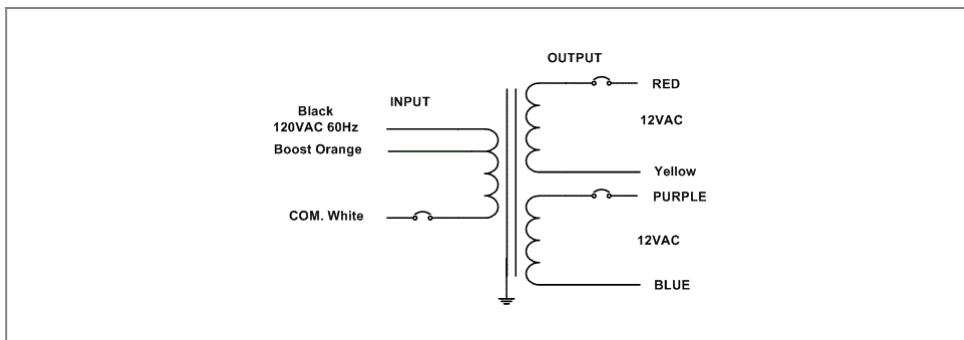 OUTPUT
RED
INPUT
Black
120VAC 60Hz
12VAC
Boost Orange
Yellow
PURPLE
COM. White
12VAC
BLUE